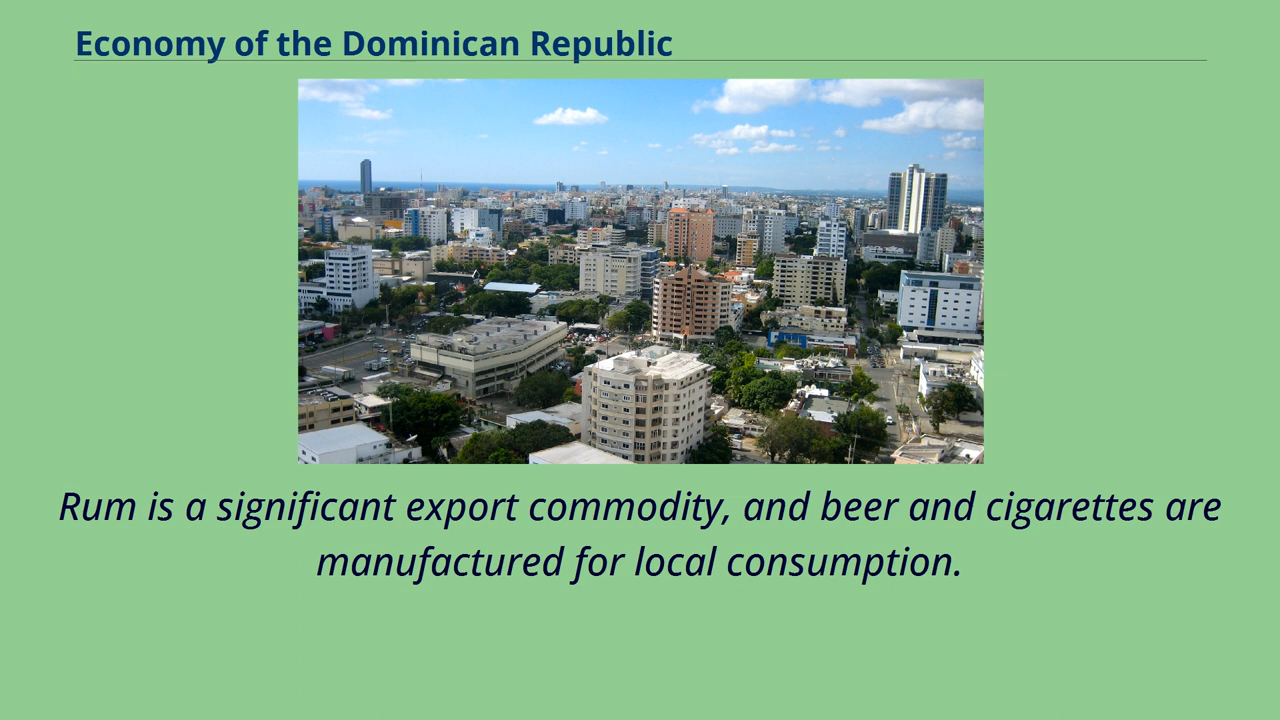 Economy of the Dominican Republic
Rum is a significant export commodity, and beer and cigarettes are
manufactured for local consumption.